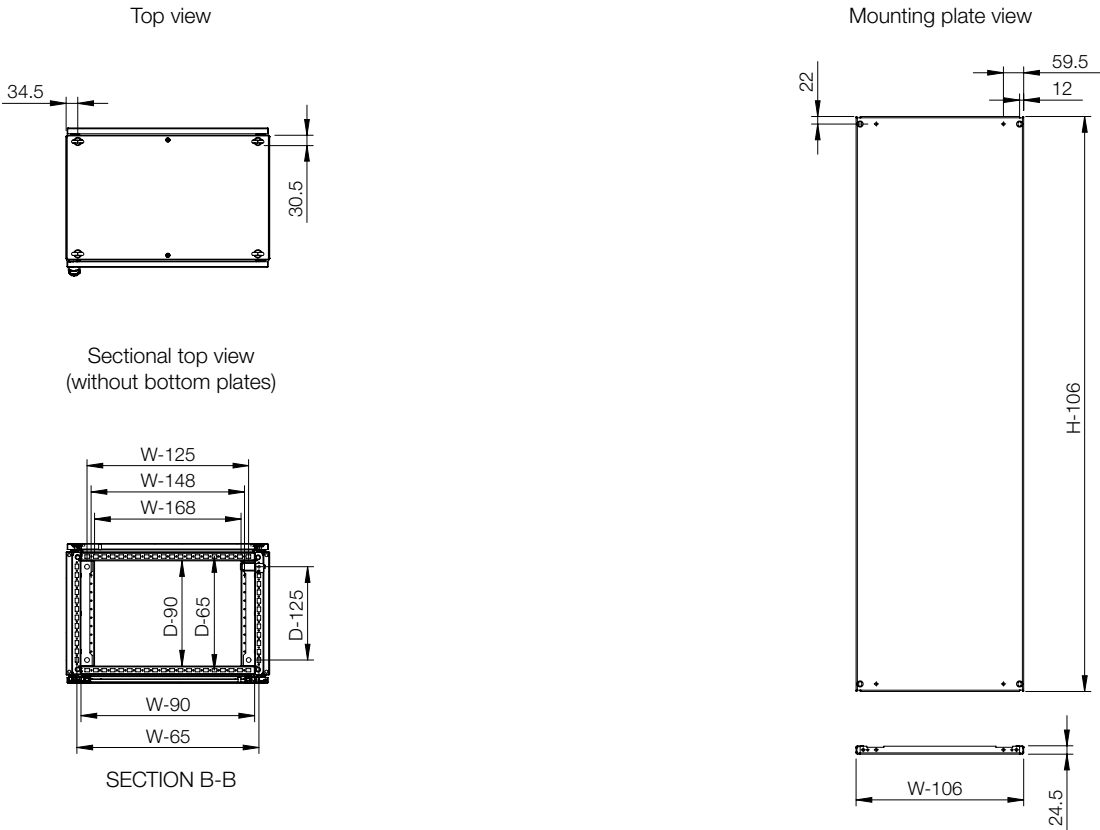 Top view
34.5
30.5
Sectional top view
(without bottom plates)
W-125
W-148
W-168
D-90
D-65
D-125
W-90
W-65
SECTION B-B
Mounting plate view
59.5
22
12
H-106
W-106
24.5